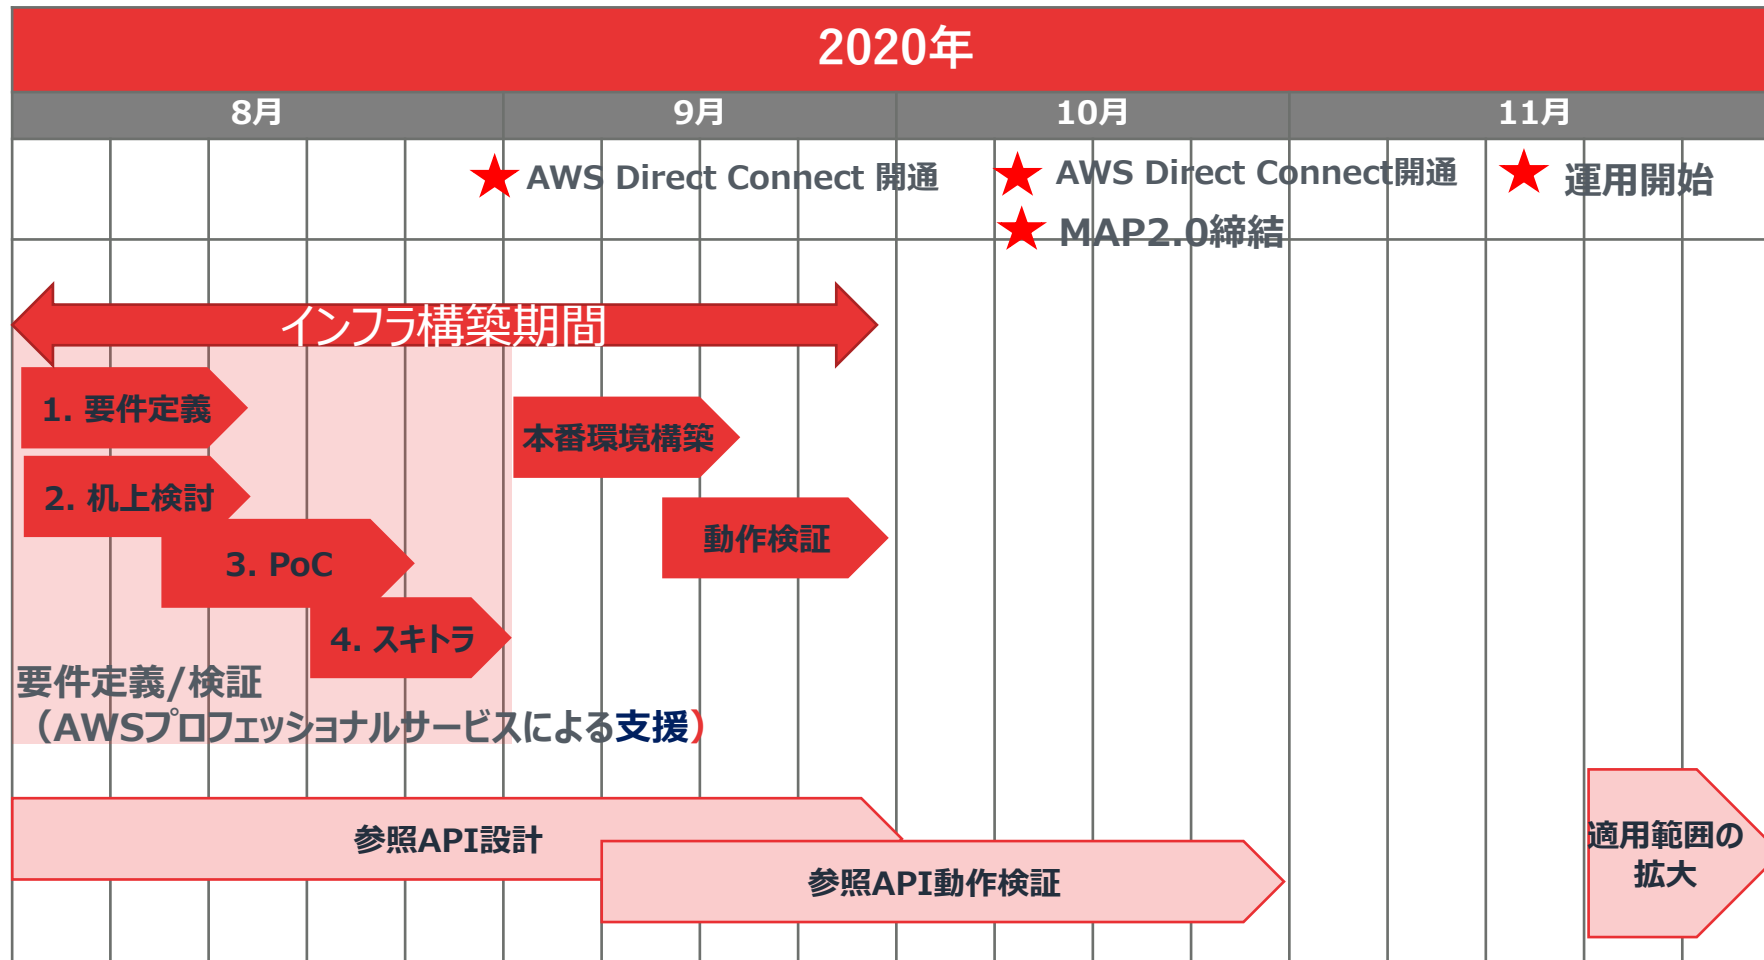 2020年
8月
9月
10月
11月
AWS Direct Connect 開通
AWS Direct Connect開通
運用開始
MAP2.0締結
インフラ構築期間
1. 要件定義
本番環境構築
2. 机上検討
動作検証
3. PoC
4. スキトラ
要件定義/検証
（AWSプロフェッショナルサービスによる支援）
参照API設計
参照API動作検証
適用範囲の
拡大